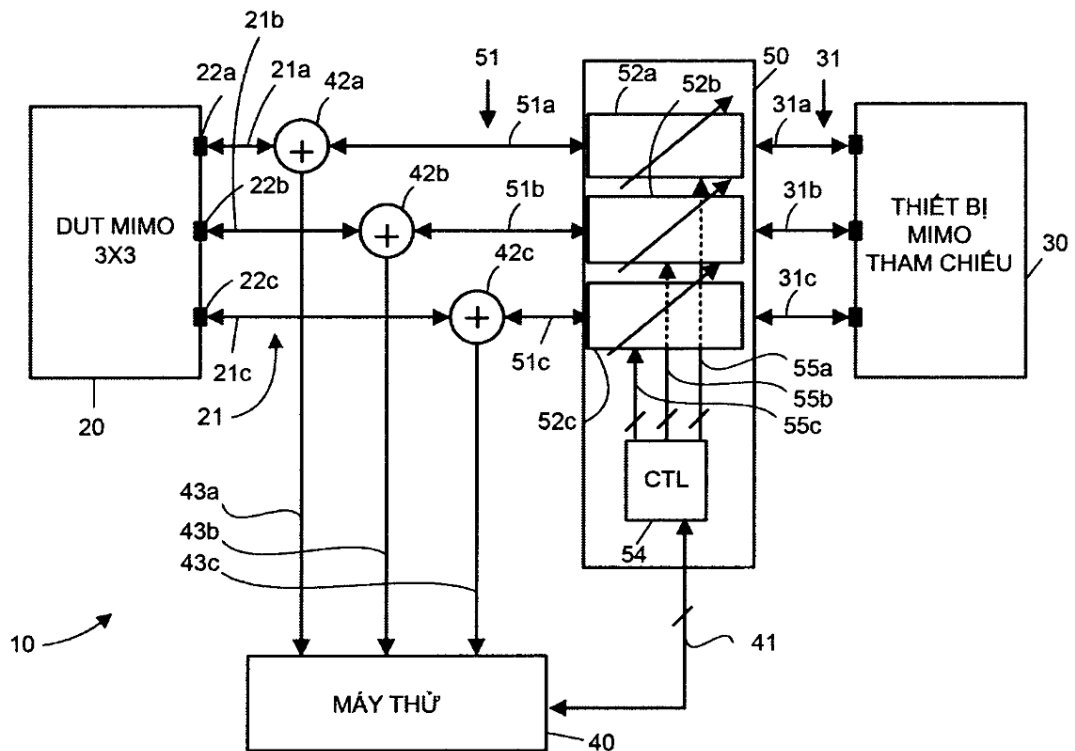 21b
22a
21a
42a
51
50
31
52a
52b
51a
31a
22b
42b
51b
31b
DUT MIMO
3X3
THIẾT BỊ
MIMO
THAM CHIẾU
30
22c
42c
31c
21c
21
51c
52c
55a
55b
55c
20
CTL
54
43a
43b
43c
10
41
MÁY THỬ
40